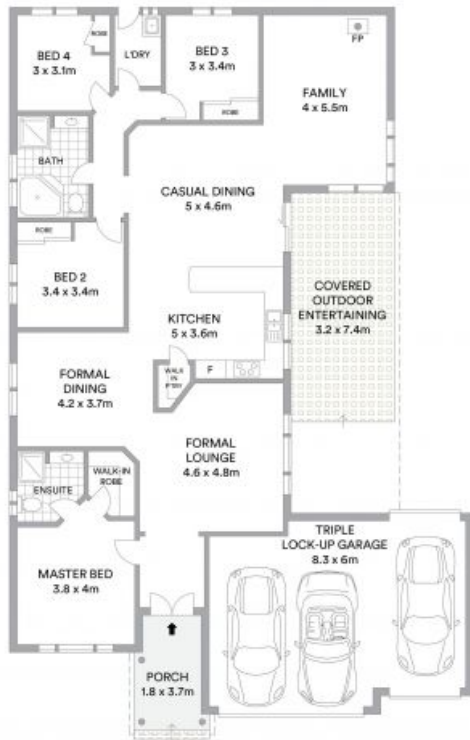 BED 4
3 x 3.1m
ROBE
L'DRY
BED 3
3 x 3.4m
ROBE
FP
FAMILY
4 x 5.5m
BATH
CASUAL DINING
5 x 4.6m
ROBE
BED 2
3.4 x 3.4m
KITCHEN
5 x 3.6m
COVERED
OUTDOOR
ENTERTAINING
3.2 x 7.4m
WALK
IN
P'TRY
F
FORMAL
DINING
4.2 x 3.7m
FORMAL
LOUNGE
4.6 x 4.8m
ENSUITE
WALK-IN
ROBE
MASTER BED
3.8 x 4m
TRIPLE
LOCK-UP GARAGE
8.3 x 6m
PORCH
1.8 x 3.7m